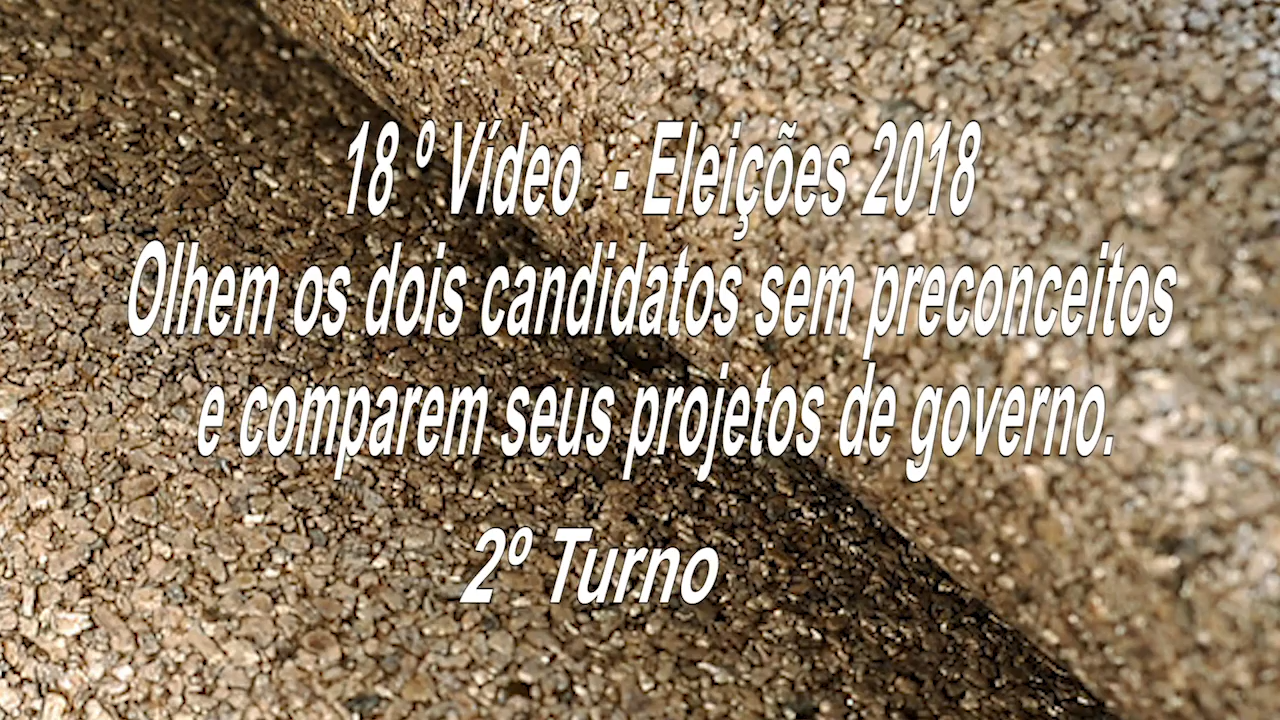 18 º Vídeo - Eleições 2018
Olhem os dois candidatos sem preconceitos
e comparem seus projetos de governo.
2º Turno